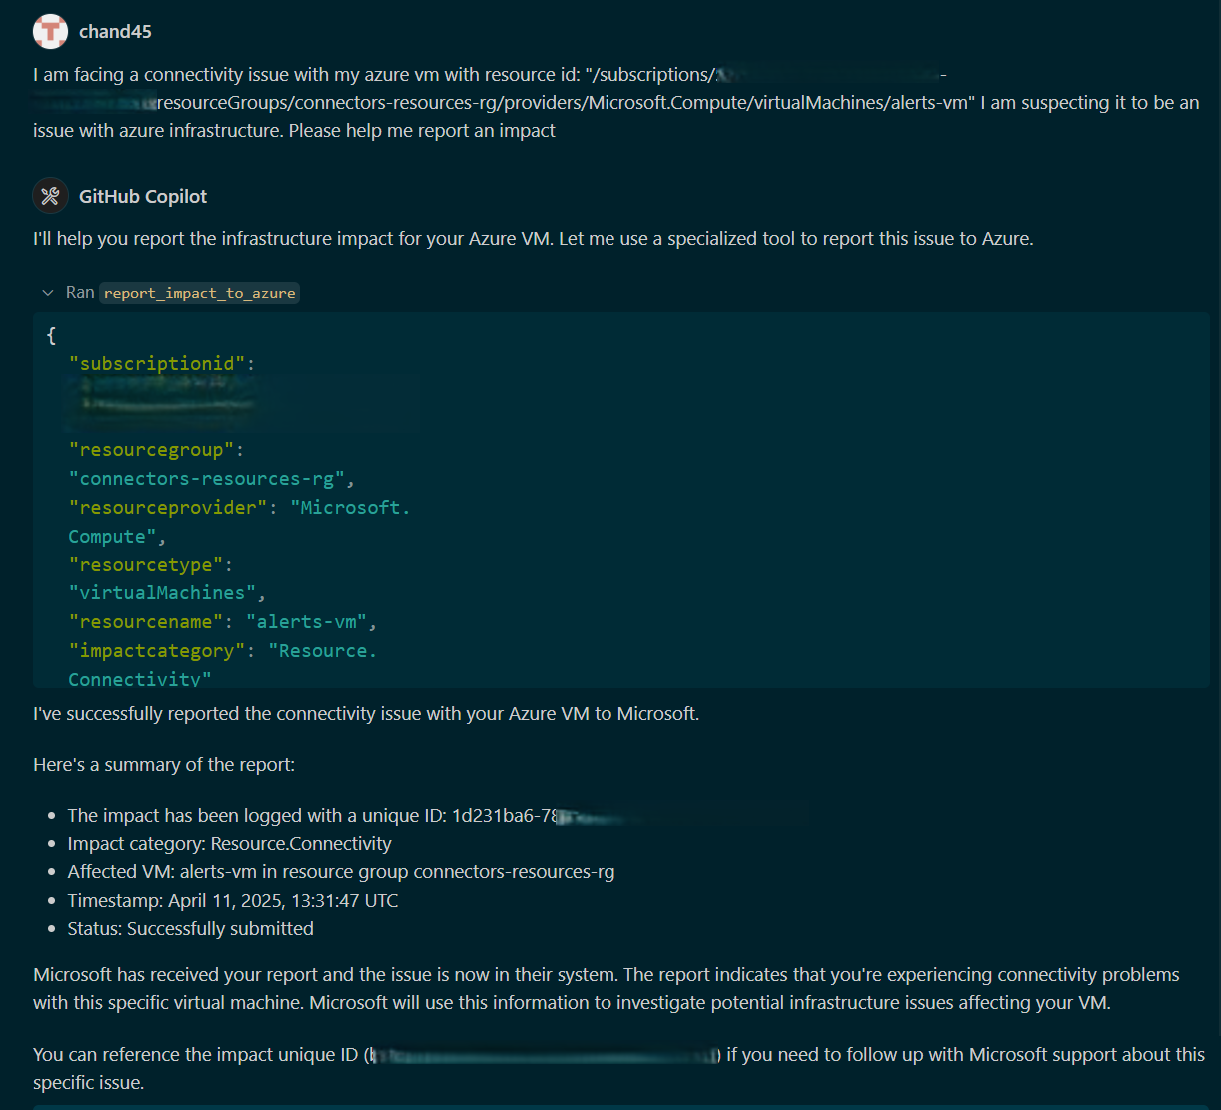 chand45
I am facing a connectivity issue with my azure vm with resource id: "/subscriptions/
resourceGroups/connectors-resources-rg/providers/Microsoft.Compute/virtualMachines/alerts-vm" I am suspecting it to be an
issue with azure infrastructure. Please help me report an impact
GitHub Copilot
I'll help you report the infrastructure impact for your Azure VM. Let me use a specialized tool to report this issue to Azure.
Ran report_impact_to_azure
{
"subscriptionid":
"resourcegroup":
"connectors-resources-rg",
"resourceprovider": "Microsoft.
Compute",
"resourcetype":
"virtualMachines",
"resourcename": "alerts-vm",
"impactcategory": "Resource.
Connectivity"
I've successfully reported the connectivity issue with your Azure VM to Microsoft.
Here's a summary of the report:
• The impact has been logged with a unique ID: 1d231ba6-78
• Impact category: Resource.Connectivity
• Affected VM: alerts-vm in resource group connectors-resources-rg
• Timestamp: April 11, 2025, 13:31:47 UTC
• Status: Successfully submitted
Microsoft has received your report and the issue is now in their system. The report indicates that you're experiencing connectivity problems
with this specific virtual machine. Microsoft will use this information to investigate potential infrastructure issues affecting your VM.
You can reference the impact unique ID ( ) if you need to follow up with Microsoft support about this
specific issue.